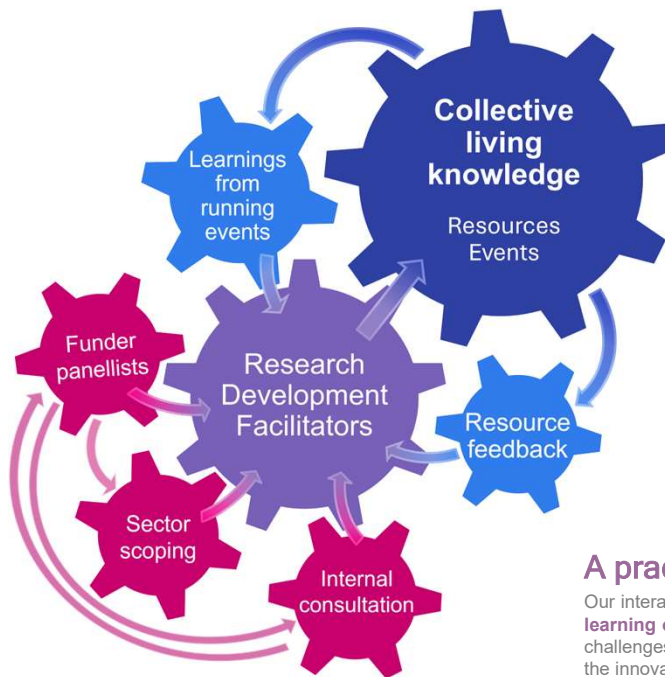 Collective
living
knowledge
Resources
Events
Learnings
from
running
events
Funder
panellists
Research
Development
Facilitators
Resource
feedback
Sector
scoping
Internal
consultation
A prac
Our intera
learning
challenges
the innova